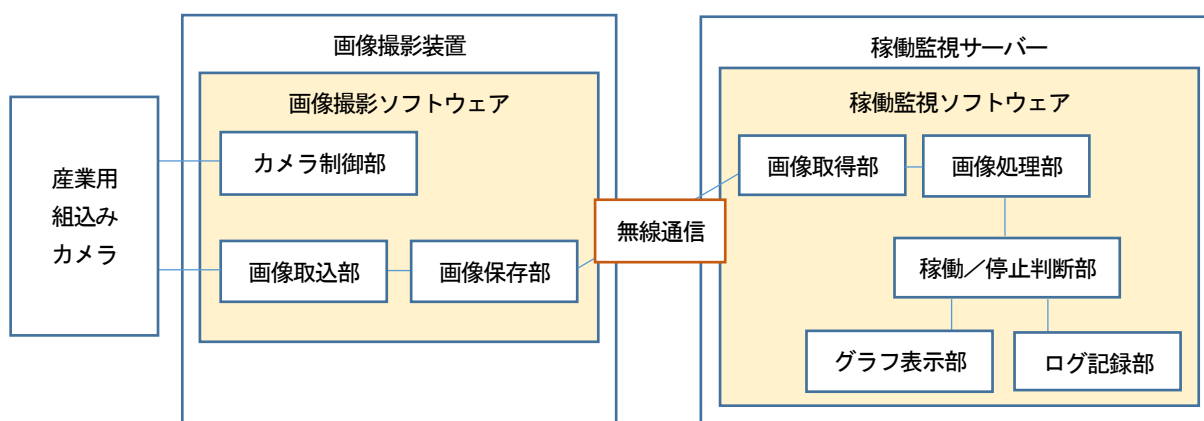 産業用
組込み
カメラ
画像撮影装置
画像撮影ソフトウェア
カメラ制御部
画像取込部
画像保存部
無線通信
稼働監視サーバー
稼働監視ソフトウェア
画像取得部
画像処理部
稼働／停止判断部
グラフ表示部
ログ記録部